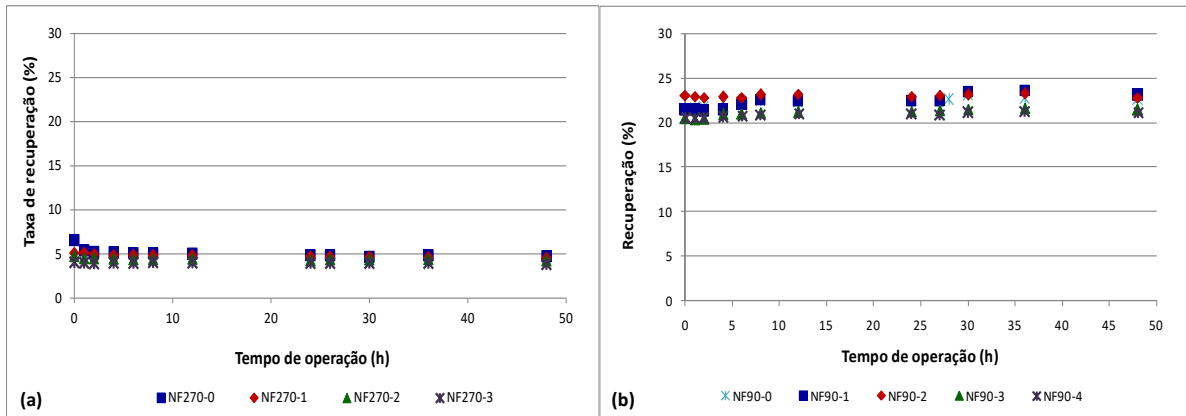 Taxa de recuperação (%)
30
25
20
15
10
5
0
0 10 20 30 40 50
Tempo de operação (h)
(a)
NF270-0 NF270-1 NF270-2 NF270-3
Recuperação (%)
30
25
20
15
10
5
0
0 5 10 15 20 25 30 35 40 45 50
Tempo de operação (h)
(b)
NF90-0 NF90-1 NF90-2 NF90-3 NF90-4